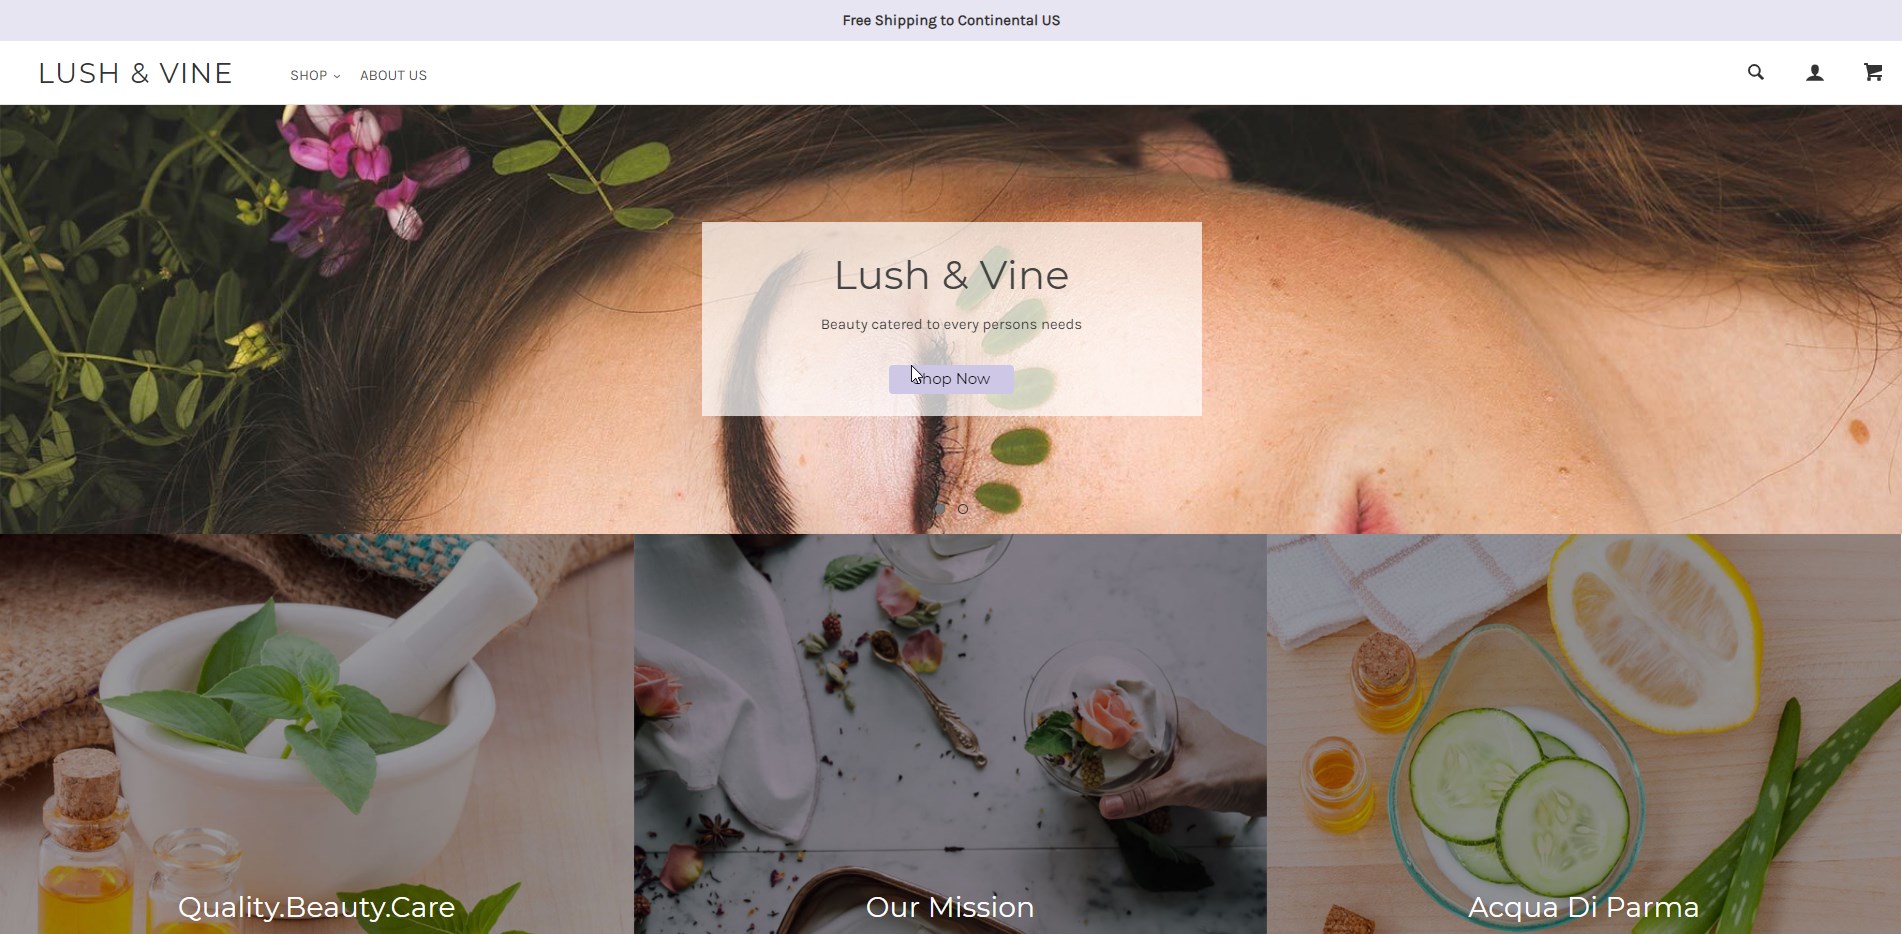 Free Shipping to Continental US
LUSH & VINE
SHOP
ABOUT US
Lush & Vine
Beauty catered to every persons needs
Shop Now
Quality.Beauty.Care
Our Mission
Acqua Di Parma